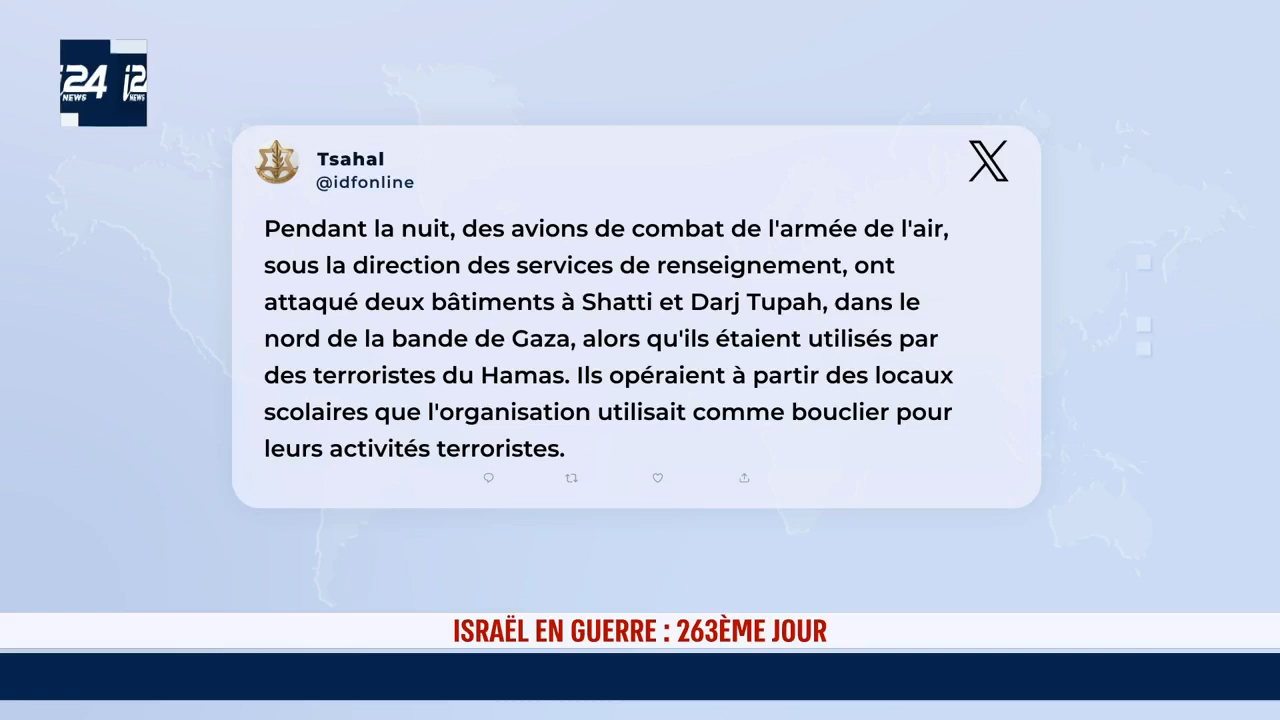 i24
NEWS
i2
NEWS
Tsahal
@idfonline
Pendant la nuit, des avions de combat de l'armée de l'air,
sous la direction des services de renseignement, ont
attaqué deux bâtiments à Shatti et Darj Tupah, dans le
nord de la bande de Gaza, alors qu'ils étaient utilisés par
des terroristes du Hamas. Ils opéraient à partir des locaux
scolaires que l'organisation utilisait comme bouclier pour
leurs activités terroristes.
ISRAËL EN GUERRE : 263ÈME JOUR